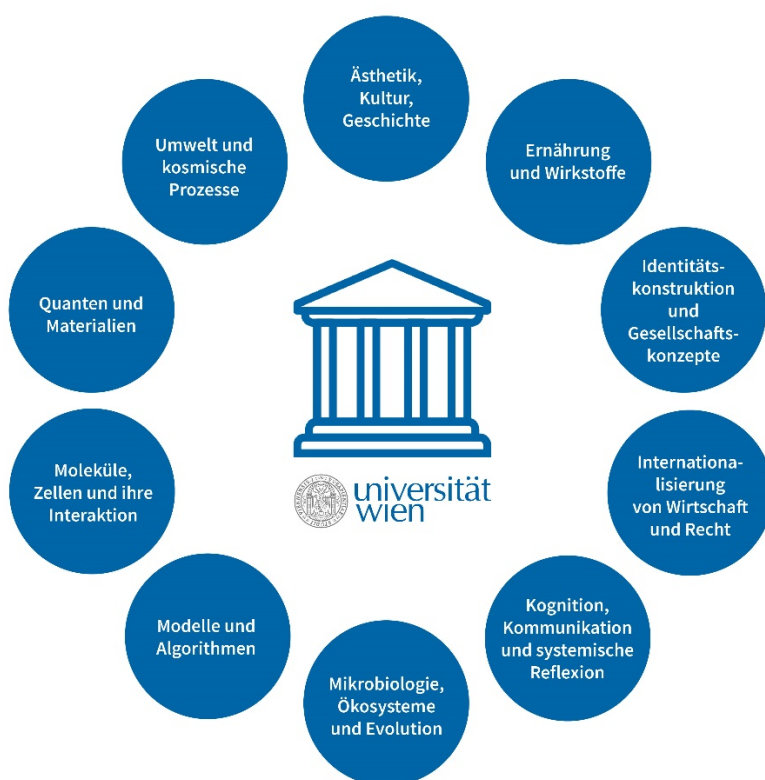 Ästhetik,
Kultur,
Geschichte
Ernährung
und Wirkstoffe
Identitäts-
konstruktion
und
Gesellschafts-
konzepte
Internationa-
lisierung
von Wirtschaft
und Recht
Kognition,
Kommunikation
und systemische
Reflexion
Mikrobiologie,
Ökosysteme
und Evolution
Modelle und
Algorithmen
Moleküle,
Zellen und ihre
Interaktion
Quanten und
Materialien
Umwelt und
kosmische
Prozesse
universität
wien